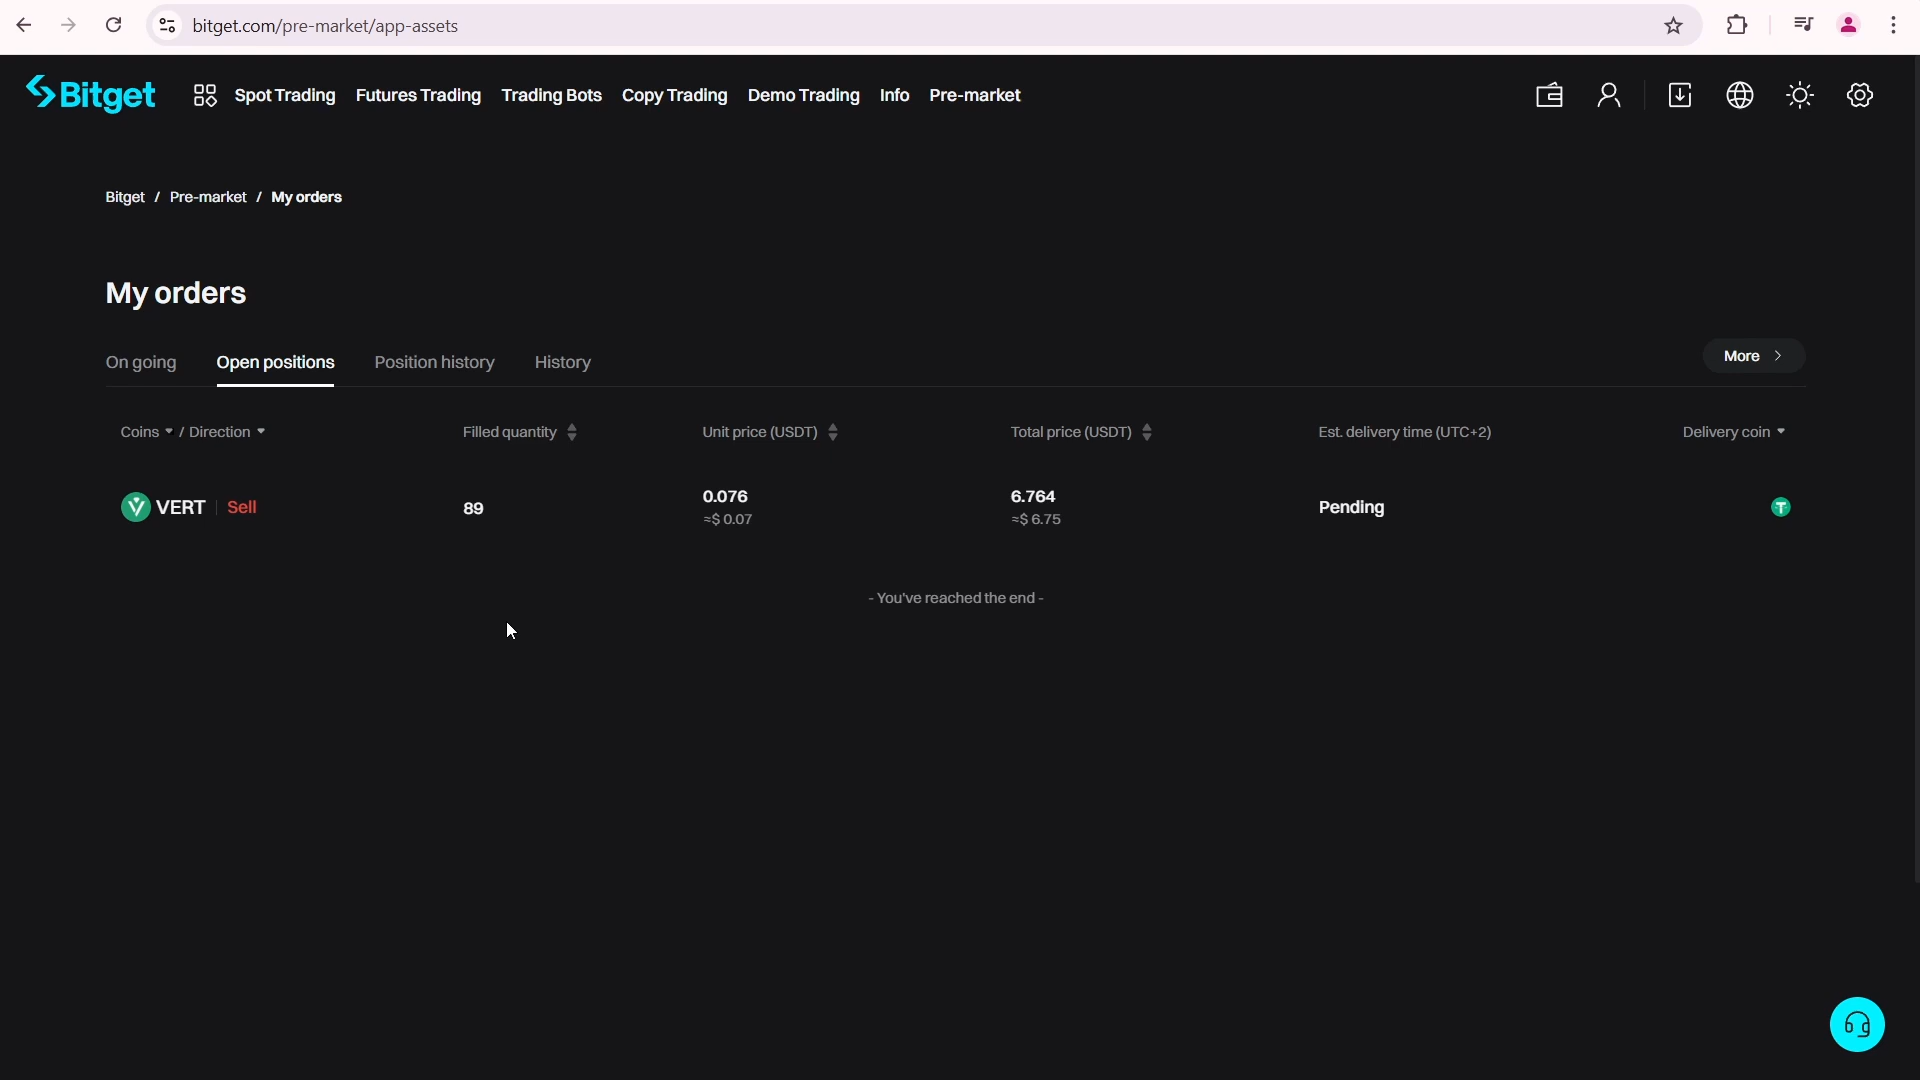 bitget.com/pre-market/app-assets
Bitget Spot Trading Futures Trading Trading Bots Copy Trading Demo Trading Info Pre-market
Bitget / Pre-market / My orders
My orders
On going Open positions Position history History More
Coins / Direction Filled quantity Unit price (USDT) Total price (USDT) Est. delivery time (UTC+2) Delivery coin
VERT Sell 89 0.076 6.764 Pending
≈$ 0.07 ≈$ 6.75
- You've reached the end -